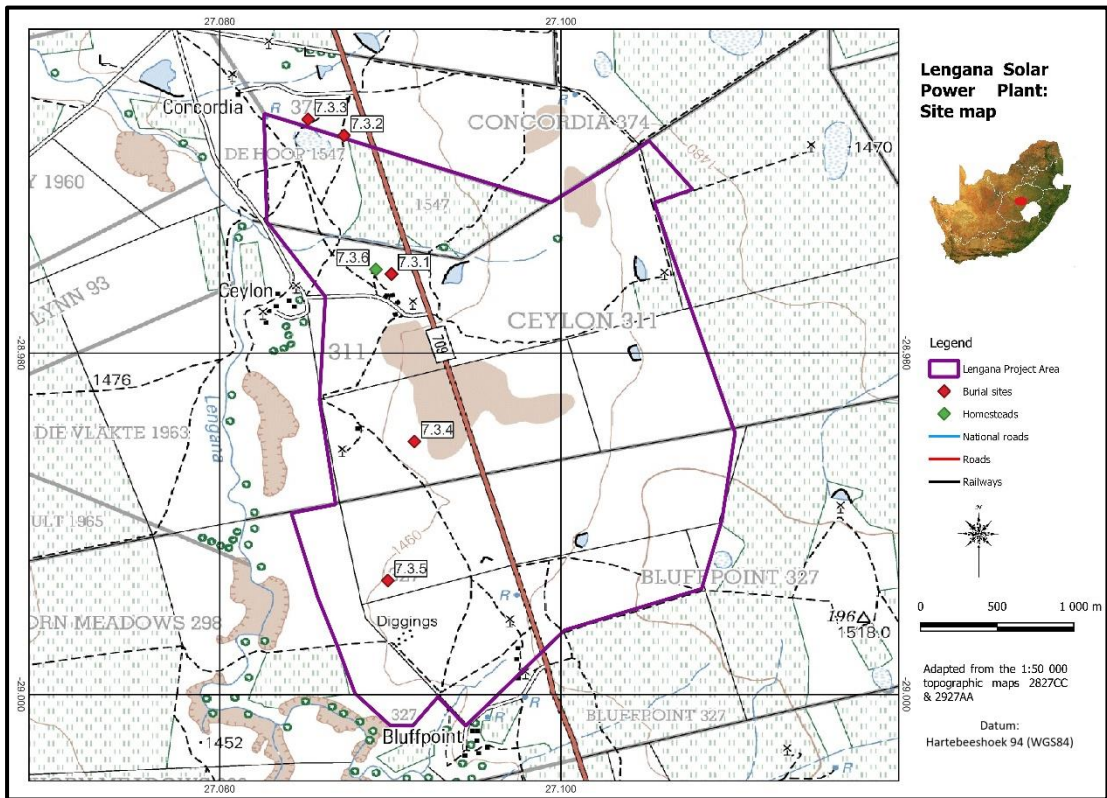 27.080
27.100
Concordia
37
R
7.3.3
7.3.2
CONCORDIA 374
DE HOOP 1547
1480
1470
Y 1960
1547
7.3.6
7.3.1
LYNN 93
Ceylon
CEYLON 311
311
709
28.980
28.980
1476
Lengana
DIE VLAKTE 1963
7.3.4
ULT 1965
1460
7.3.5
27
R
BLUFFPOINT 327
ORN MEADOWS 298
Diggings
196
1518.0
29.000
29.000
327
R
R
BLUFFPOINT 327
1452
Bluffpoint
R
27.080
27.100
Lengana Solar
Power Plant:
Site map
Legend
Lengana Project Area
Burial sites
Homesteads
National roads
Roads
Railways
0 500 1 000 m
Adapted from the 1:50 000
topographic maps 2827CC
& 2927AA
Datum:
Hartebeeshoek 94 (WGS84)